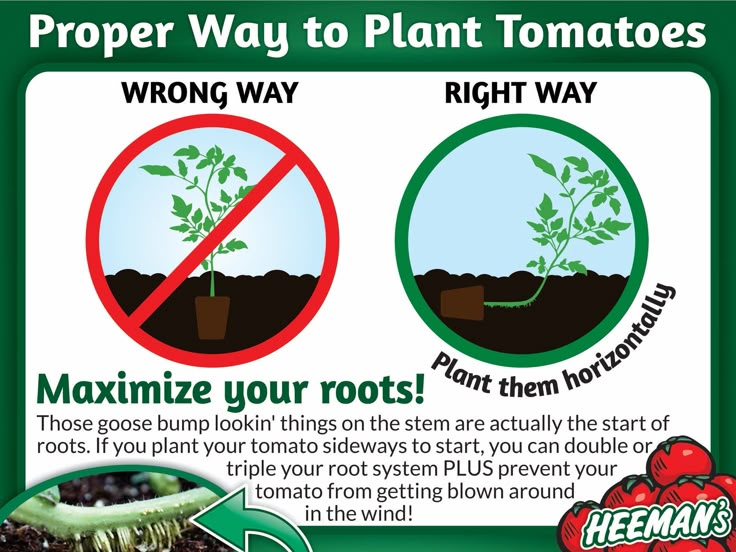 Proper Way to Plant Tomatoes
WRONG WAY
RIGHT WAY
Plant them horizontally
Maximize your roots!
Those goose bump lookin' things on the stem are actually the start of
roots. If you plant your tomato sideways to start, you can double or
triple your root system PLUS prevent your
tomato from getting blown around
in the wind!
HEEMAN'S